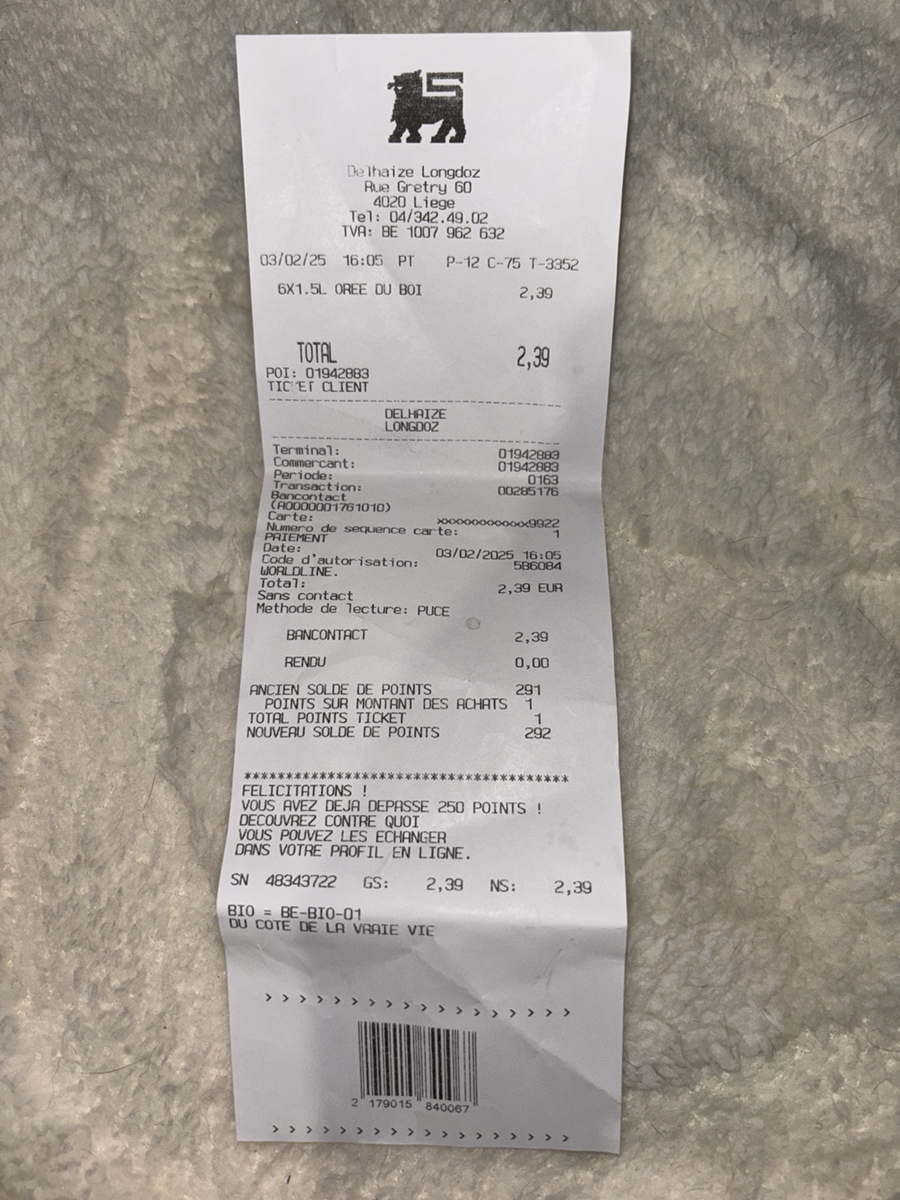 Delhaize Longdoz
Rue Gretry 60
4020 Liege
Tel: 04/342.49.02
TVA: BE 1007 962 632
03/02/25 16:05 PT P-12 C-75 T-3352
6X1.5L OREE DU BOI 2,39
TOTAL 2,39
POI: 01942883
TIC ET CLIENT
DELHAIZE
LONGDOZ
Terminal: 01942883
Commercant: 01942883
Periode: 0163
Transaction: 00285176
Bancontact
(A0000001761010)
Carte: xxxxxxxxxxxxx9922
Numero de sequence carte: 1
PAIEMENT
Date: 03/02/2025 16:05
Code d'autorisation: 5B6084
WORLDLINE.
Total: 2,39 EUR
Sans contact
Methode de lecture: PUCE
BANCONTACT 2,39
RENDU 0,00
ANCIEN SOLDE DE POINTS 291
POINTS SUR MONTANT DES ACHATS 1
TOTAL POINTS TICKET 1
NOUVEAU SOLDE DE POINTS 292
***************************************
FELICITATIONS !
VOUS AVEZ DEJA DEPASSE 250 POINTS !
DECOUVREZ CONTRE QUOI
VOUS POUVEZ LES ECHANGER
DANS VOTRE PROFIL EN LIGNE.
SN 48343722 GS: 2,39 NS: 2,39
BIO = BE-BIO-01
DU COTE DE LA VRAIE VIE
> > > > > > > > > > > > > > > > > >
2 179015 840067
> > > > > > > > > > > > > > > > > >